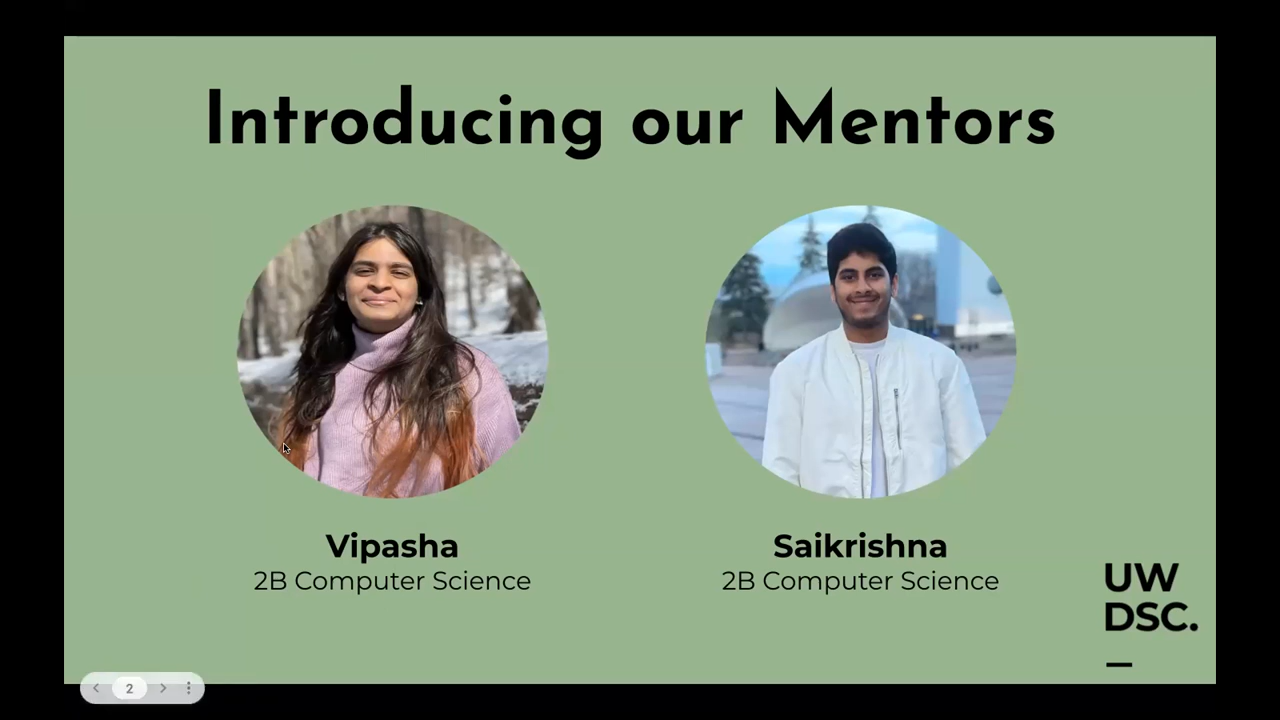 Introducing our Mentors
Vipasha
2B Computer Science
Saikrishna
2B Computer Science
UW
DSC.
2